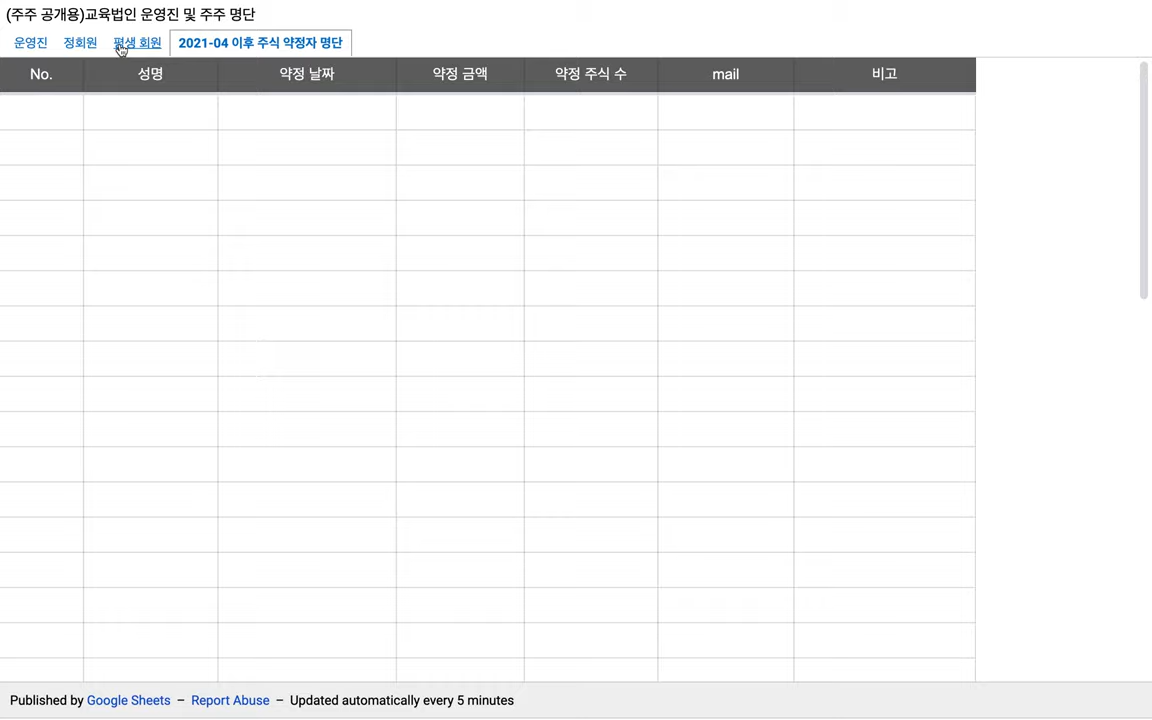 (주주 공개용)교육법인 운영진 및 주주 명단
운영진 정회원 평생 회원 2021-04 이후 주식 약정자 명단
No. 성명 약정 날짜 약정 금액 약정 주식 수 mail 비고
Published by Google Sheets – Report Abuse – Updated automatically every 5 minutes